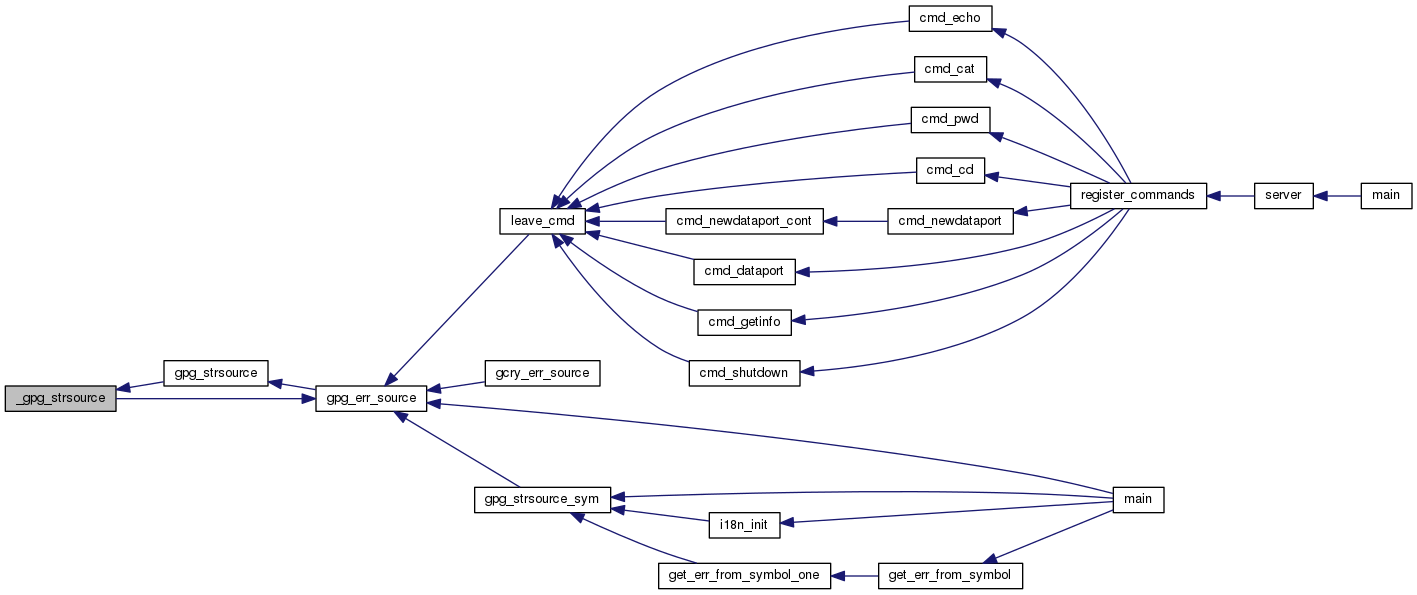 cmd_echo
cmd_cat
cmd_pwd
cmd_cd
register_commands
server
main
leave_cmd
cmd_newdataport_cont
cmd_newdataport
cmd_dataport
cmd_getinfo
cmd_shutdown
gpg_strsource
gcry_err_source
_gpg_strsource
gpg_err_source
gpg_strsource_sym
main
i18n_init
get_err_from_symbol_one
get_err_from_symbol